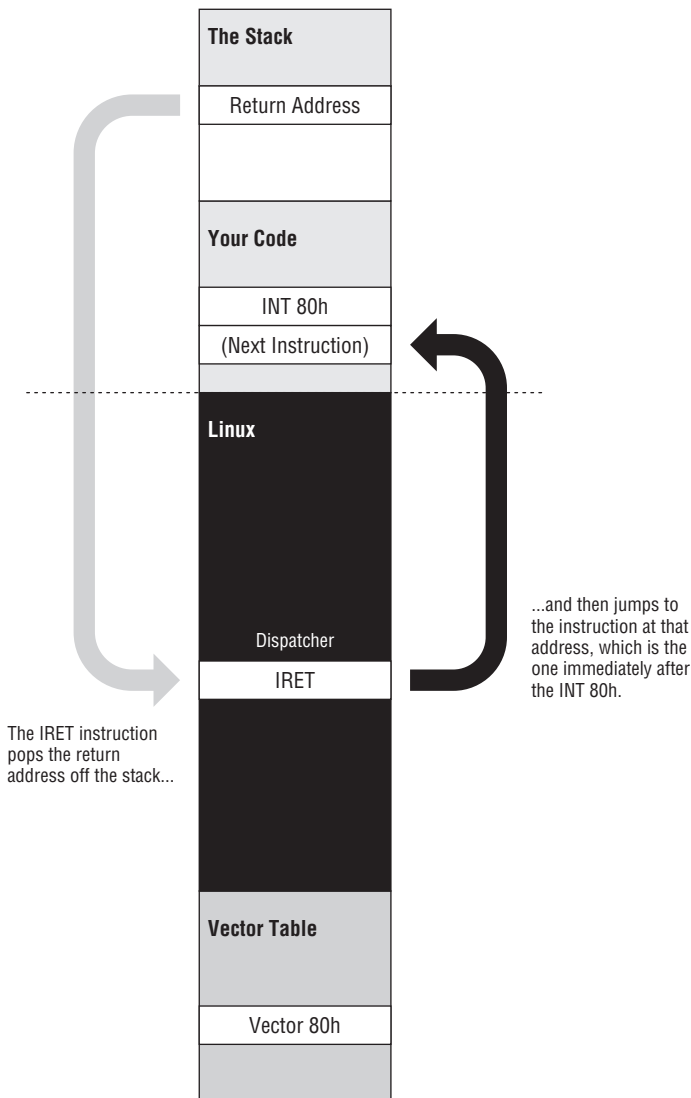 The Stack
Return Address
Your Code
INT 80h
(Next Instruction)
Linux
Dispatcher
IRET
...and then jumps to
the instruction at that
address, which is the
one immediately after
the INT 80h.
The IRET instruction
pops the return
address off the stack...
Vector Table
Vector 80h